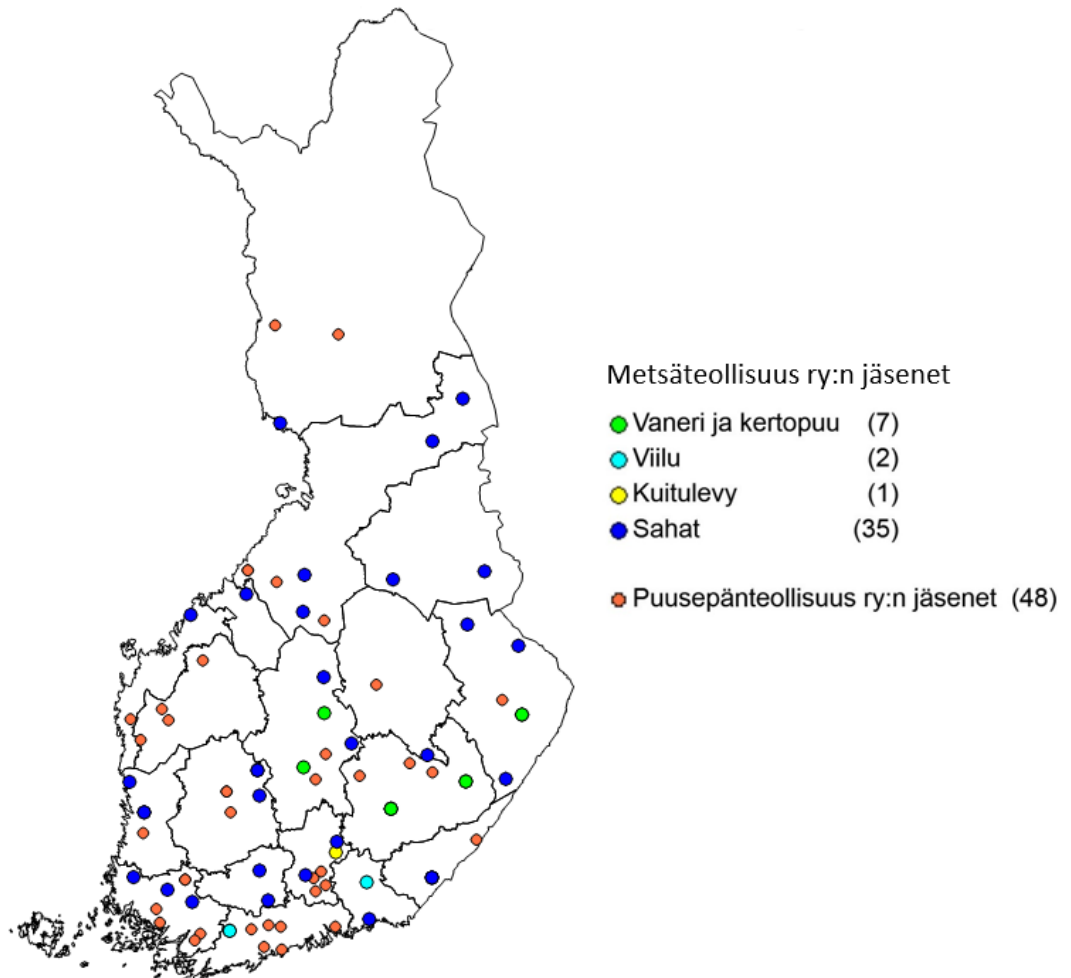 Metsäteollisuus ry:n jäsenet
Vaneri ja kertopuu (7)
Viilu (2)
Kuitulevy (1)
Sahat (35)
Puusepänteollisuus ry:n jäsenet (48)